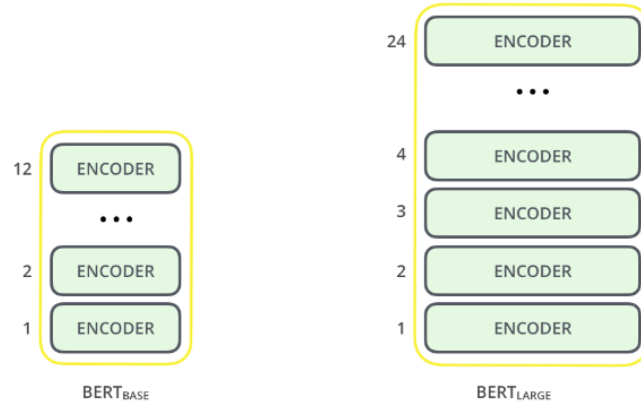 12 ENCODER
...
2 ENCODER
1 ENCODER
BERTBASE
24 ENCODER
...
4 ENCODER
3 ENCODER
2 ENCODER
1 ENCODER
BERTLARGE